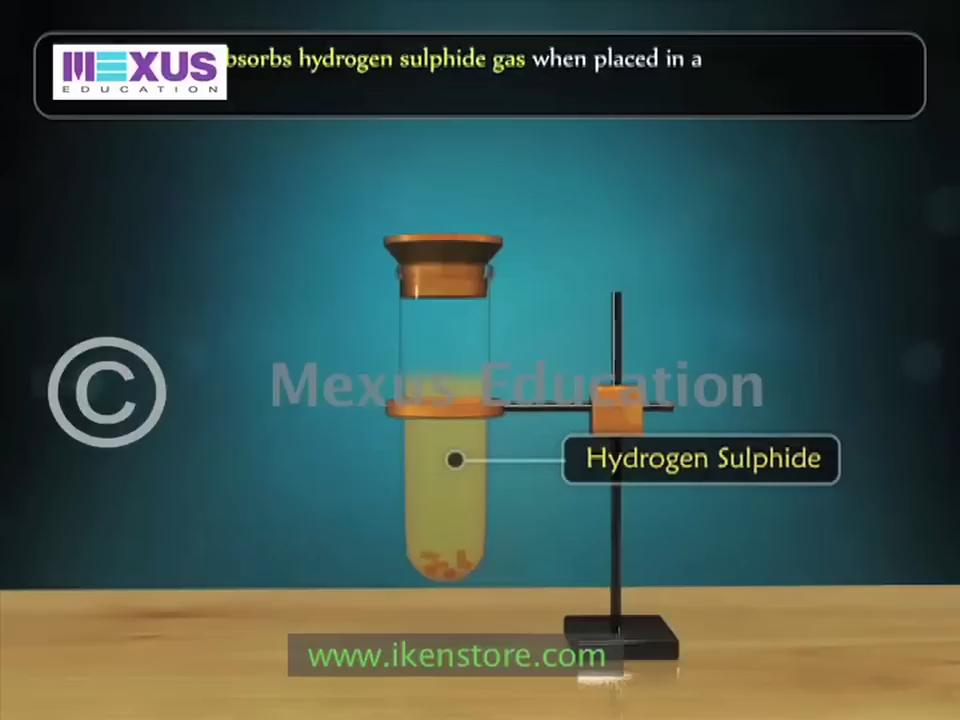 MEXUS
EDUCATION
bsorbs hydrogen sulphide gas when placed in a
©
Mexus Education
Hydrogen Sulphide
www.ikenstore.com